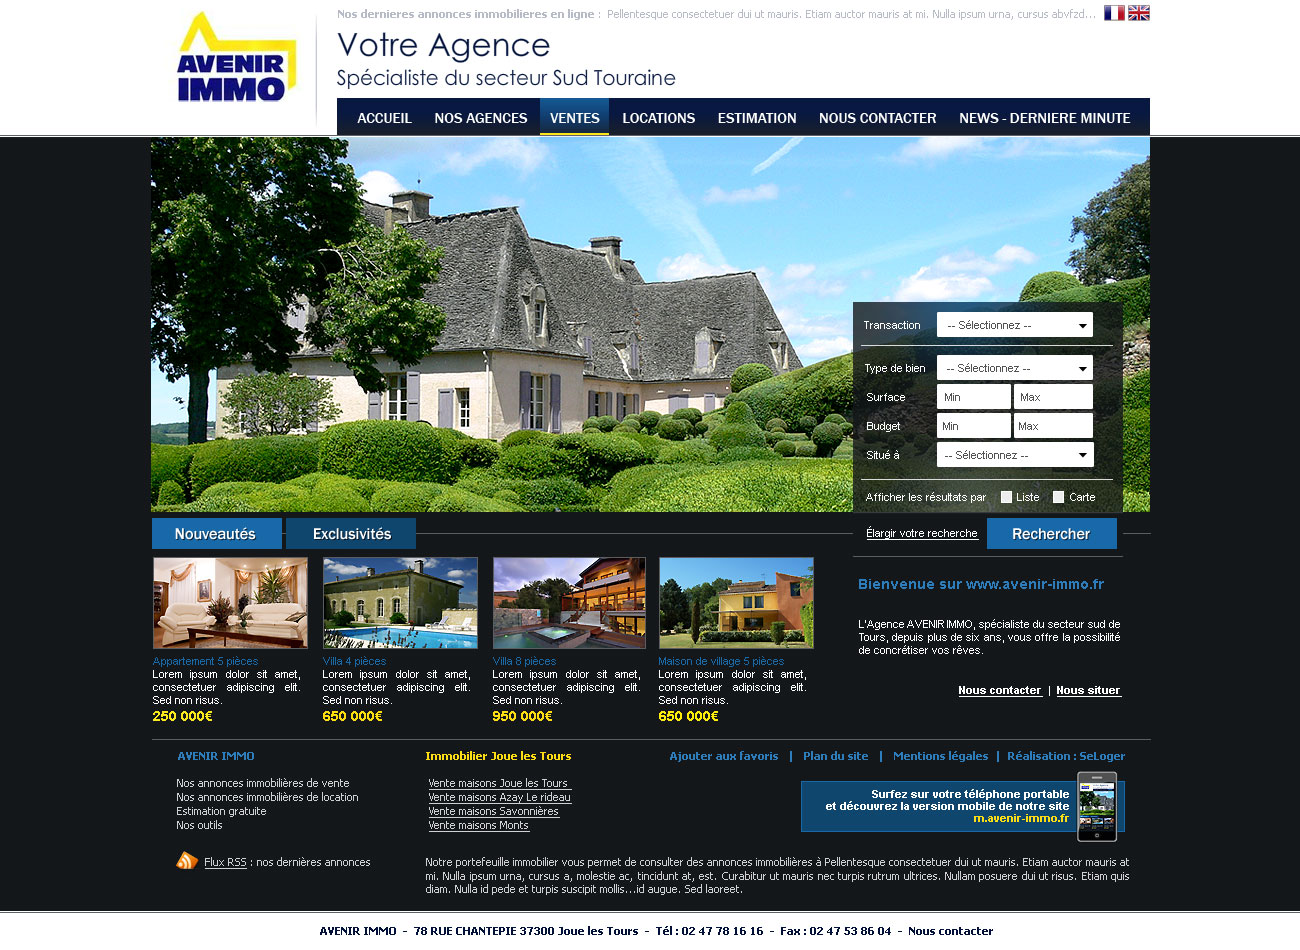 Nos dernieres annonces immobilieres en ligne : Pellentesque consectetuer dui ut mauris. Etiam auctor mauris at mi. Nulla ipsum urna, cursus abvfzd...
AVENIR
IMMO
Votre Agence
Spécialiste du secteur Sud Touraine
ACCUEIL NOS AGENCES VENTES LOCATIONS ESTIMATION NOUS CONTACTER NEWS - DERNIERE MINUTE
Transaction -- Sélectionnez --
Type de bien -- Sélectionnez --
Surface Min Max
Budget Min Max
Situé à -- Sélectionnez --
Afficher les résultats par Liste Carte
Élargir votre recherche Rechercher
Nouveautés Exclusivités
Appartement 5 pièces
Lorem ipsum dolor sit amet,
consectetuer adipiscing elit.
Sed non risus.
250 000€
Villa 4 pièces
Lorem ipsum dolor sit amet,
consectetuer adipiscing elit.
Sed non risus.
650 000€
Villa 8 pièces
Lorem ipsum dolor sit amet,
consectetuer adipiscing elit.
Sed non risus.
950 000€
Maison de village 5 pièces
Lorem ipsum dolor sit amet,
consectetuer adipiscing elit.
Sed non risus.
650 000€
Bienvenue sur www.avenir-immo.fr
L'Agence AVENIR IMMO, spécialiste du secteur sud de
Tours, depuis plus de six ans, vous offre la possibilité
de concrétiser vos rêves.
Nous contacter | Nous situer
AVENIR IMMO
Nos annonces immobilières de vente
Nos annonces immobilières de location
Estimation gratuite
Nos outils
Flux RSS : nos dernières annonces
Immobilier Joue les Tours
Vente maisons Joue les Tours
Vente maisons Azay Le rideau
Vente maisons Savonnières
Vente maisons Monts
Ajouter aux favoris | Plan du site | Mentions légales | Réalisation : SeLoger
Surfez sur votre téléphone portable
et découvrez la version mobile de notre site
m.avenir-immo.fr
Notre portefeuille immobilier vous permet de consulter des annonces immobilières à Pellentesque consectetuer dui ut mauris. Etiam auctor mauris at
mi. Nulla ipsum urna, cursus a, molestie ac, tincidunt at, est. Curabitur ut mauris nec turpis rutrum ultrices. Nullam posuere dui ut risus. Etiam quis
diam. Nulla id pede et turpis suscipit mollis...id augue. Sed laoreet.
AVENIR IMMO - 78 RUE CHANTEPIE 37300 Joue les Tours - Tél : 02 47 78 16 16 - Fax : 02 47 53 86 04 - Nous contacter